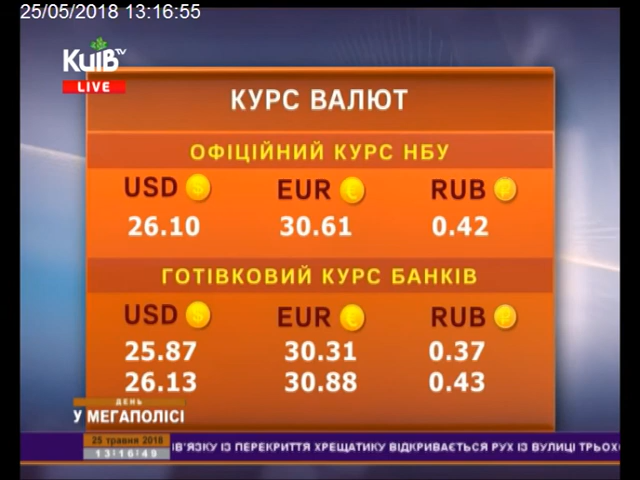 25/05/2018 13:16:55
КиЇВ TV
LIVE
КУРС ВАЛЮТ
ОФІЦІЙНИЙ КУРС НБУ
USD EUR RUB
26.10 30.61 0.42
ГОТІВКОВИЙ КУРС БАНКІВ
USD EUR RUB
25.87 30.31 0.37
26.13 30.88 0.43
ДЕНЬ
У МЕГАПОЛІСІ
25 травня 2018
13:16:49
ІВ'ЯЗКУ ІЗ ПЕРЕКРИТТЯ ХРЕЩАТИКУ ВІДКРИВАЄТЬСЯ РУХ ІЗ ВУЛИЦІ ТРЬОХ